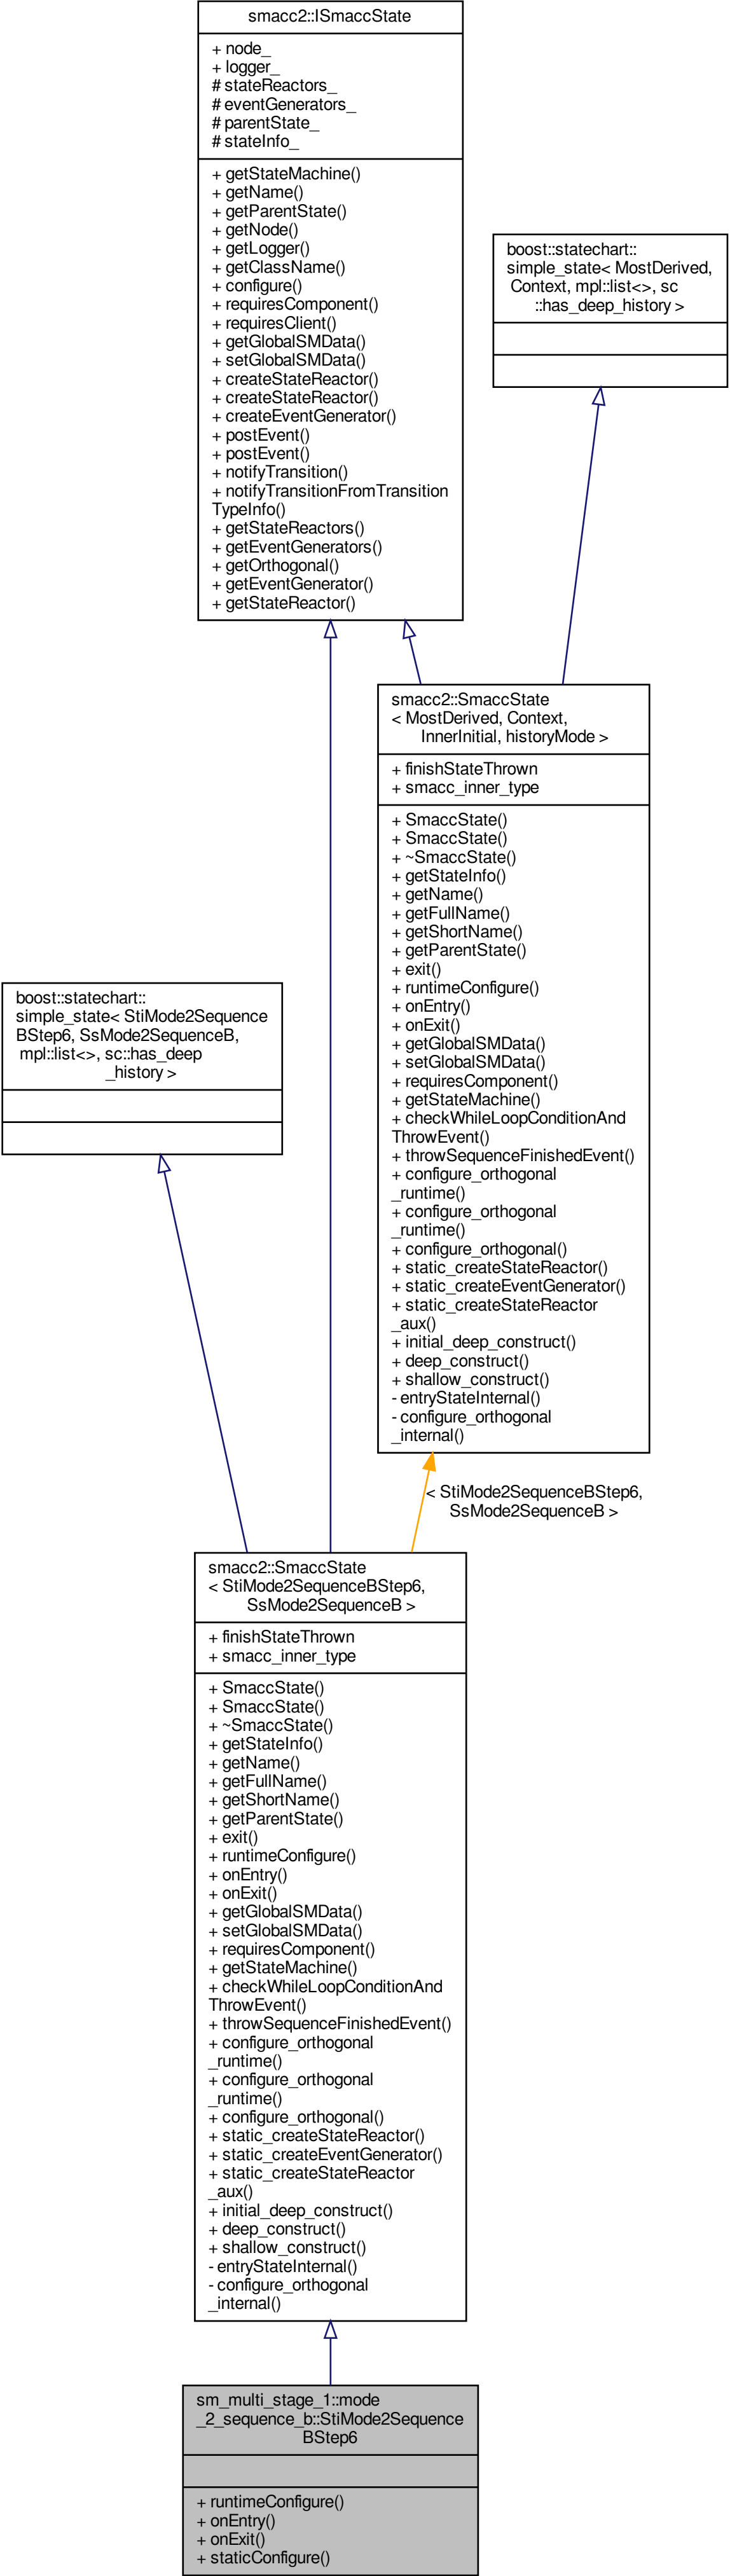 smacc2::ISmaccState
+ node_
+ logger_
# stateReactors_
# eventGenerators_
# parentState_
# stateInfo_
+ getStateMachine()
+ getName()
+ getParentState()
+ getNode()
+ getLogger()
+ getClassName()
+ configure()
+ requiresComponent()
+ requiresClient()
+ getGlobalSMData()
+ setGlobalSMData()
+ createStateReactor()
+ createStateReactor()
+ createEventGenerator()
+ postEvent()
+ postEvent()
+ notifyTransition()
+ notifyTransitionFromTransition
TypeInfo()
+ getStateReactors()
+ getEventGenerators()
+ getOrthogonal()
+ getEventGenerator()
+ getStateReactor()
boost::statechart::
simple_state< MostDerived,
Context, mpl::list<>, sc
::has_deep_history >
smacc2::SmaccState
< MostDerived, Context,
InnerInitial, historyMode >
+ finishStateThrown
+ smacc_inner_type
+ SmaccState()
+ SmaccState()
+ ~SmaccState()
+ getStateInfo()
+ getName()
+ getFullName()
+ getShortName()
+ getParentState()
+ exit()
+ runtimeConfigure()
+ onEntry()
+ onExit()
+ getGlobalSMData()
+ setGlobalSMData()
+ requiresComponent()
+ getStateMachine()
+ checkWhileLoopConditionAnd
ThrowEvent()
+ throwSequenceFinishedEvent()
+ configure_orthogonal
_runtime()
+ configure_orthogonal
_runtime()
+ configure_orthogonal()
+ static_createStateReactor()
+ static_createEventGenerator()
+ static_createStateReactor
_aux()
+ initial_deep_construct()
+ deep_construct()
+ shallow_construct()
- entryStateInternal()
- configure_orthogonal
_internal()
boost::statechart::
simple_state< StiMode2Sequence
BStep6, SsMode2SequenceB,
mpl::list<>, sc::has_deep
_history >
< StiMode2SequenceBStep6,
SsMode2SequenceB >
smacc2::SmaccState
< StiMode2SequenceBStep6,
SsMode2SequenceB >
+ finishStateThrown
+ smacc_inner_type
+ SmaccState()
+ SmaccState()
+ ~SmaccState()
+ getStateInfo()
+ getName()
+ getFullName()
+ getShortName()
+ getParentState()
+ exit()
+ runtimeConfigure()
+ onEntry()
+ onExit()
+ getGlobalSMData()
+ setGlobalSMData()
+ requiresComponent()
+ getStateMachine()
+ checkWhileLoopConditionAnd
ThrowEvent()
+ throwSequenceFinishedEvent()
+ configure_orthogonal
_runtime()
+ configure_orthogonal
_runtime()
+ configure_orthogonal()
+ static_createStateReactor()
+ static_createEventGenerator()
+ static_createStateReactor
_aux()
+ initial_deep_construct()
+ deep_construct()
+ shallow_construct()
- entryStateInternal()
- configure_orthogonal
_internal()
sm_multi_stage_1::mode
_2_sequence_b::StiMode2Sequence
BStep6
+ runtimeConfigure()
+ onEntry()
+ onExit()
+ staticConfigure()